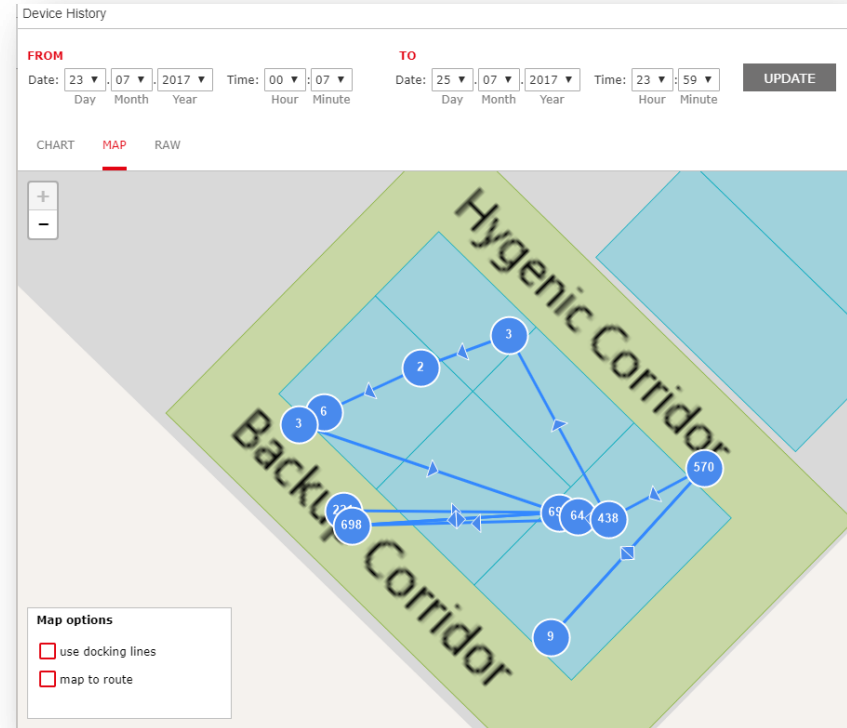 Device History
FROM
TO
Date: 23 . 07 . 2017 Time: 00 : 07
Date: 25 . 07 . 2017 Time: 23 : 59
UPDATE
Day Month Year Hour Minute
Day Month Year Hour Minute
CHART MAP RAW
+
−
Hygenic Corridor
3
2
6
3
Backup Corridor
570
698
64
438
9
Map options
use docking lines
map to route